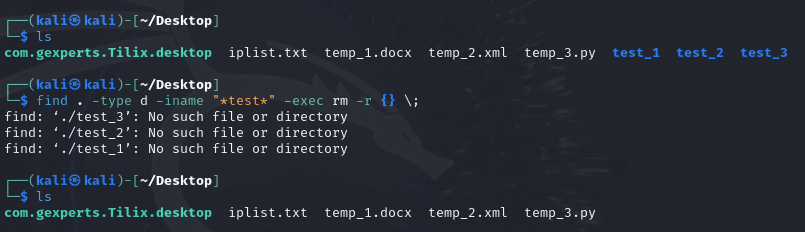 ┌──(kali㉿kali)-[~/Desktop]
└─$ ls
com.gexperts.Tilix.desktop  iplist.txt  temp_1.docx  temp_2.xml  temp_3.py  test_1  test_2  test_3
┌──(kali㉿kali)-[~/Desktop]
└─$ find . -type d -iname "*test*" -exec rm -r {} \;
find: ‘./test_3’: No such file or directory
find: ‘./test_2’: No such file or directory
find: ‘./test_1’: No such file or directory
┌──(kali㉿kali)-[~/Desktop]
└─$ ls
com.gexperts.Tilix.desktop  iplist.txt  temp_1.docx  temp_2.xml  temp_3.py